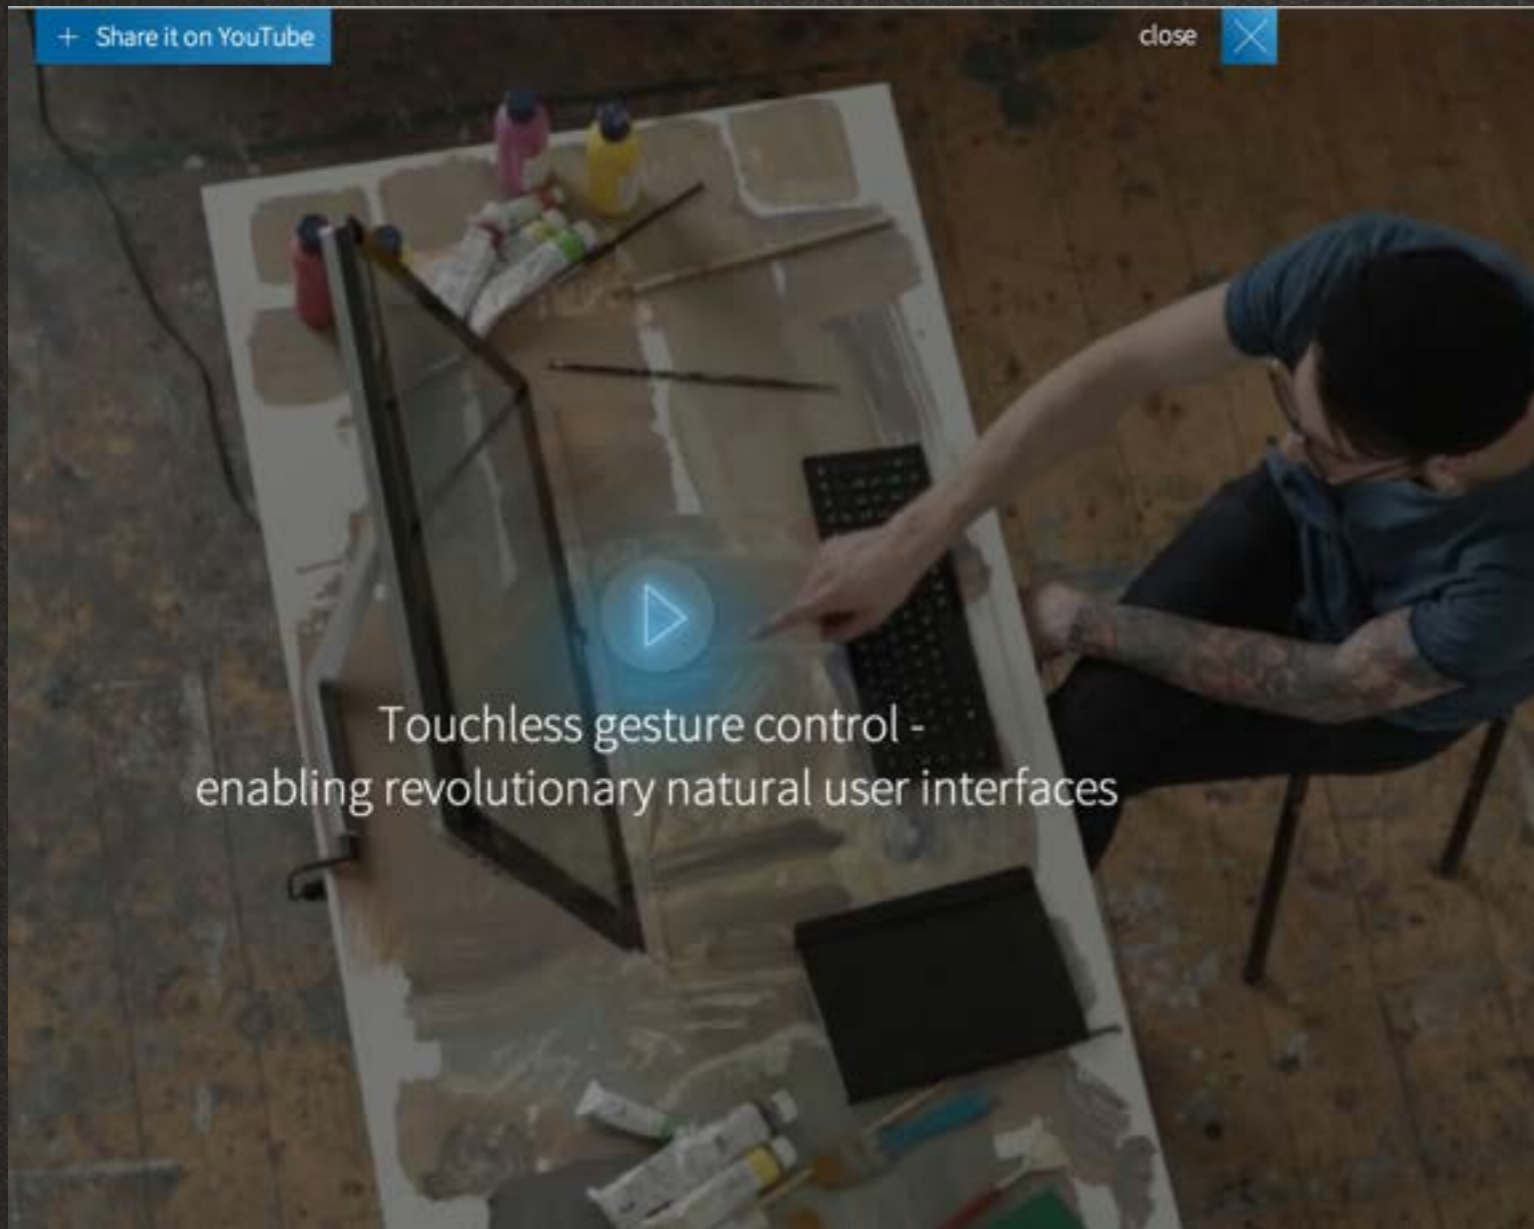 + Share it on YouTube
close
Touchless gesture control -
enabling revolutionary natural user interfaces